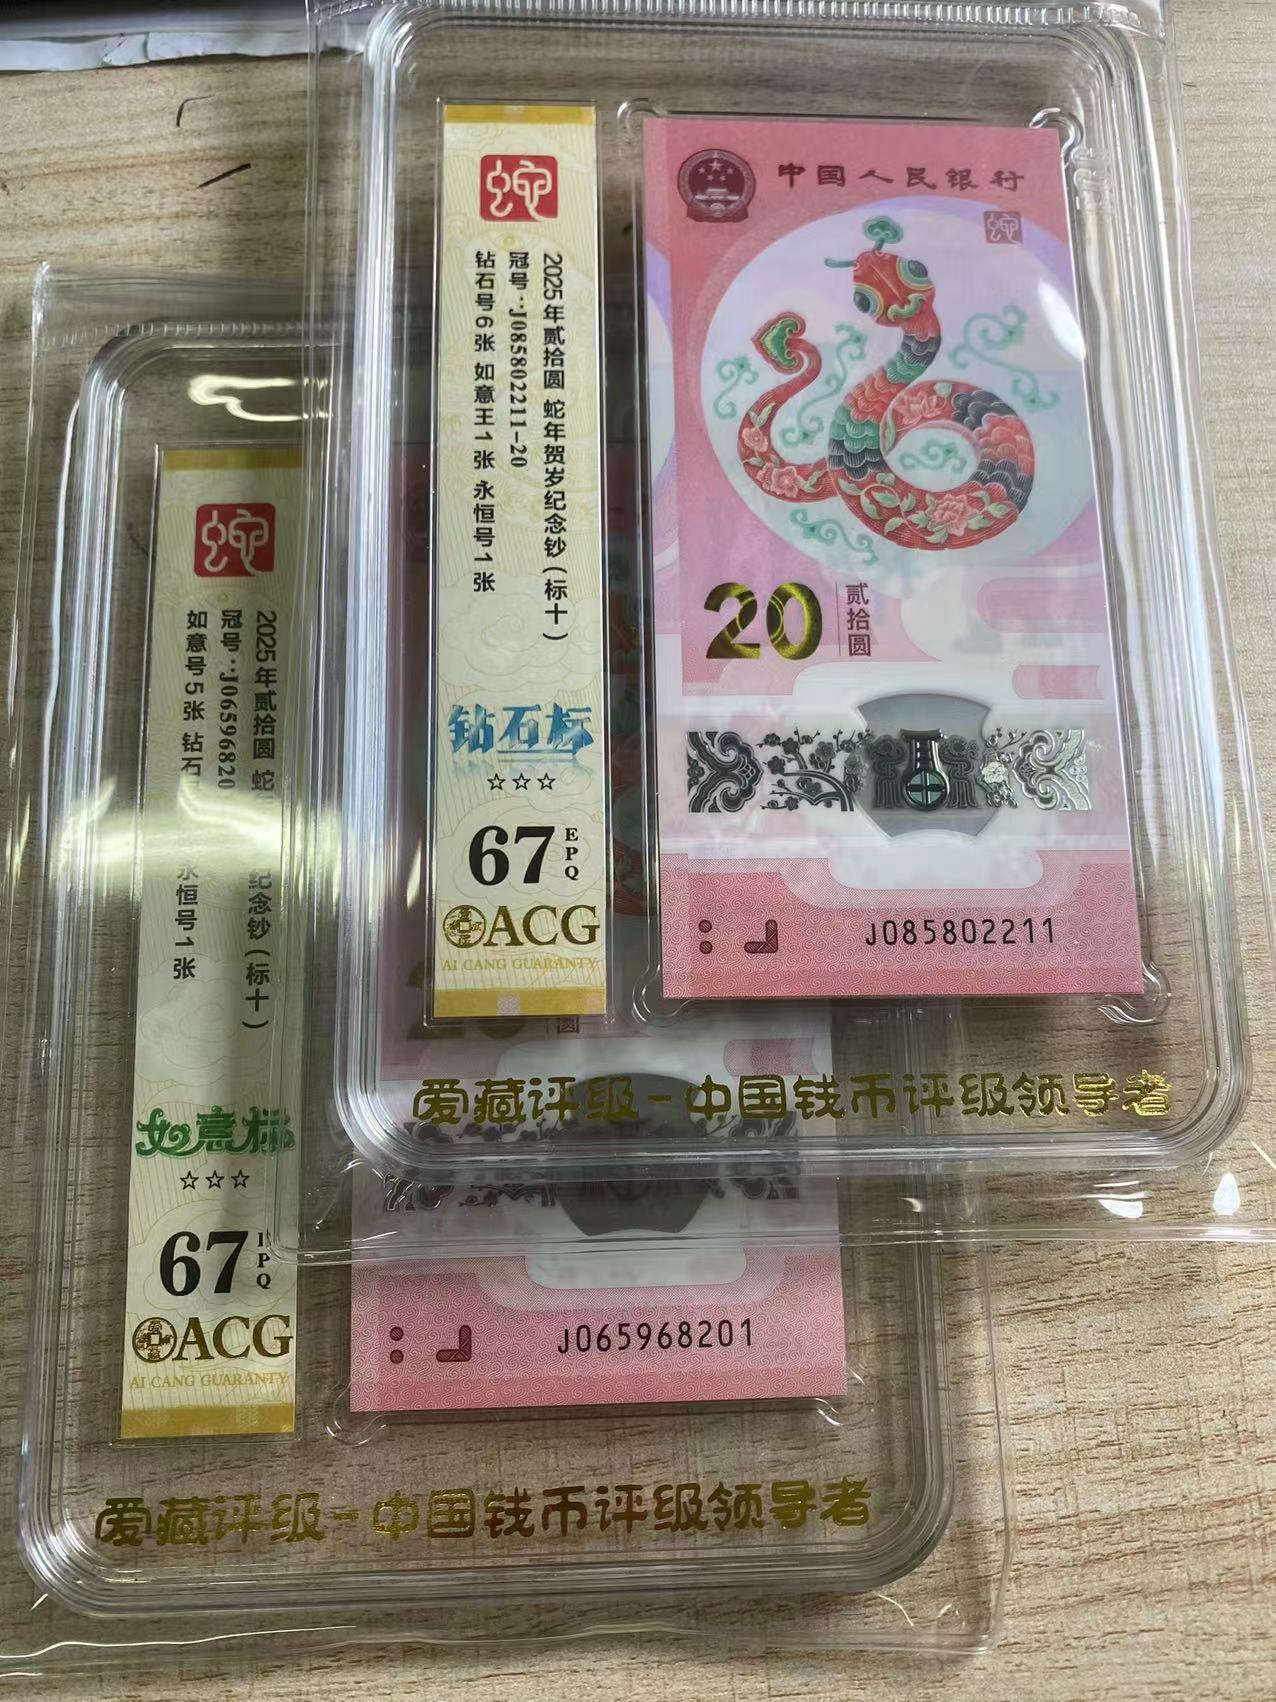 蛇
2025年贰拾圆 蛇年贺岁纪念钞(标十)
冠号:J085802211-20
钻石号6张 如意王1张 永恒号1张
钻石标
☆☆☆
67
EPQ
ACG
AI CANG GUARANTY
中国人民银行
蛇
20
贰拾圆
J085802211
爱藏评级-中国钱币评级领导者
蛇
2025年贰拾圆 蛇
纪念钞(标十)
冠号:J06596820
如意号5张 钻石
永恒号1张
如意标
☆☆☆
67
PQ
ACG
AI CANG GUARANTY
圆
J065968201
爱藏评级-中国钱币评级领导者